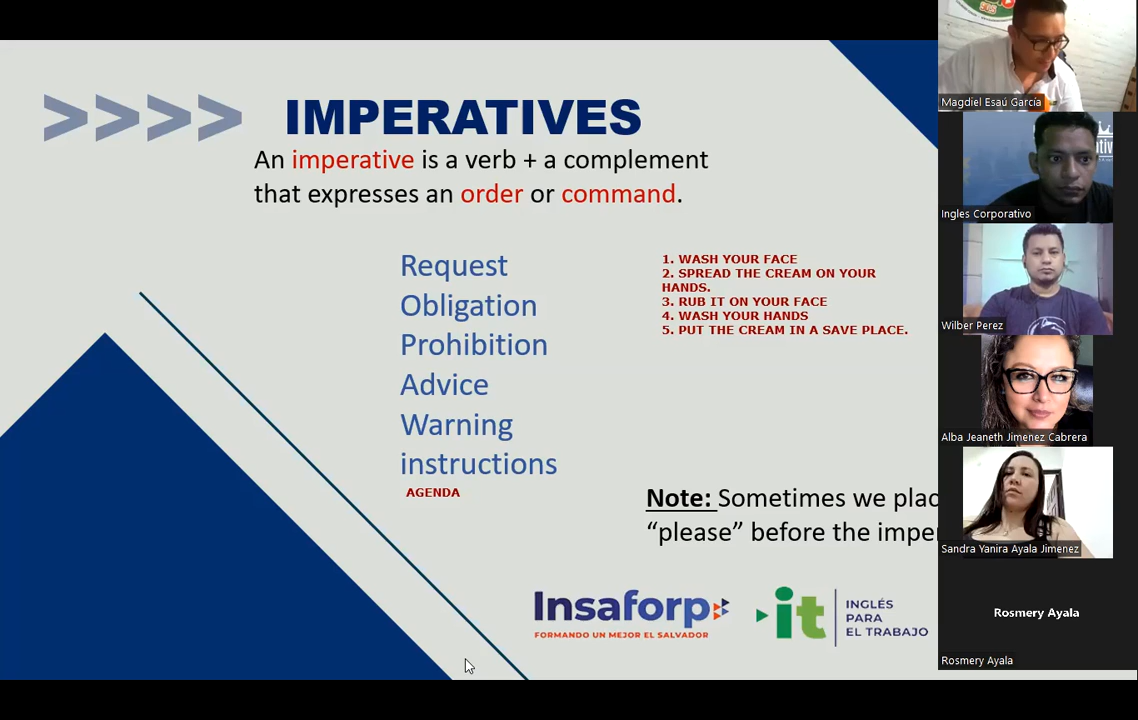 >>>> IMPERATIVES
An imperative is a verb + a complement
that expresses an order or command.
Request
Obligation
Prohibition
Advice
Warning
instructions
AGENDA
1. WASH YOUR FACE
2. SPREAD THE CREAM ON YOUR
HANDS.
3. RUB IT ON YOUR FACE
4. WASH YOUR HANDS
5. PUT THE CREAM IN A SAVE PLACE.
Note: Sometimes we plac
“please” before the imper
Insaforp
FORMANDO UN MEJOR EL SALVADOR
it
INGLÉS
PARA
EL TRABAJO
Magdiel Esaú García
Ingles Corporativo
Wilber Perez
Alba Jeaneth Jimenez Cabrera
Sandra Yanira Ayala Jimenez
Rosmery Ayala
Rosmery Ayala